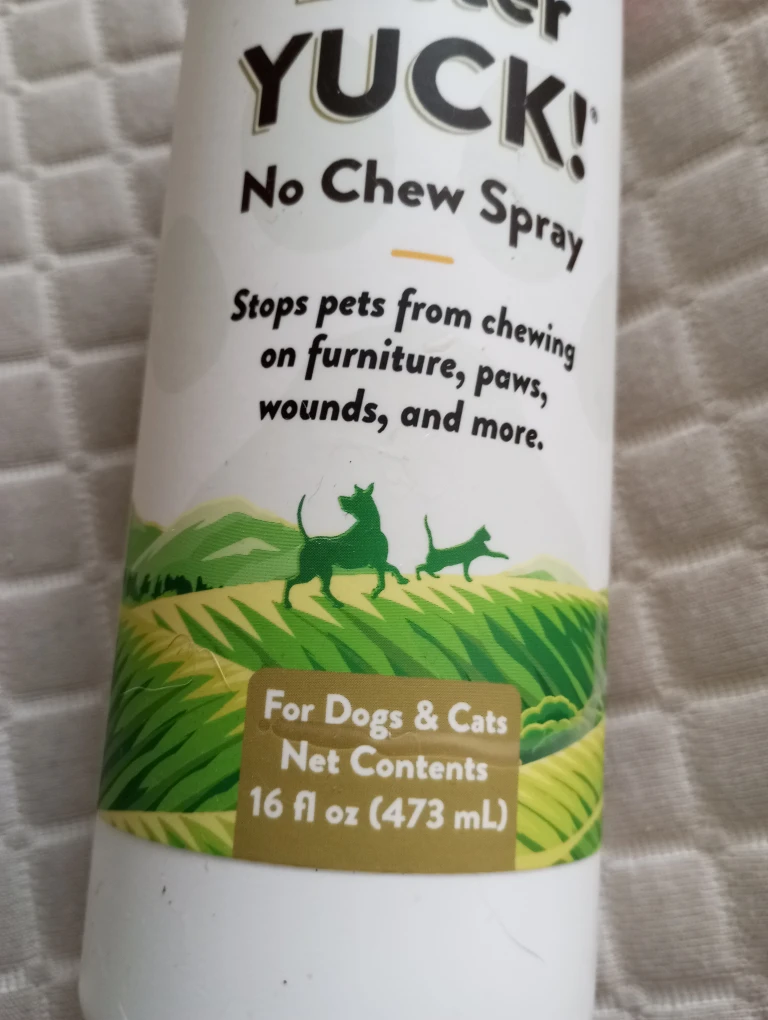 YUCK!®
No Chew Spray
Stops pets from chewing
on furniture, paws,
wounds, and more.
For Dogs & Cats
Net Contents
16 fl oz (473 mL)